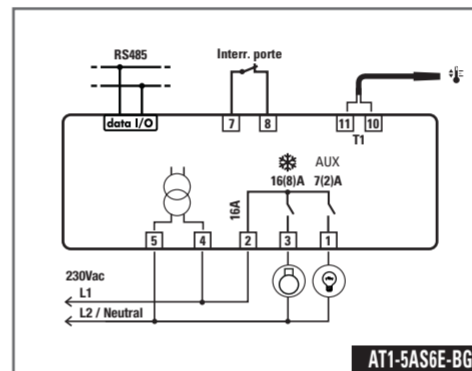 RS485
Interr. porte
data I/O
7
8
11
10
T1
AUX
16(8)A
7(2)A
16A
5
4
2
3
1
230Vac
L1
L2 / Neutral
AT1-5AS6E-BG